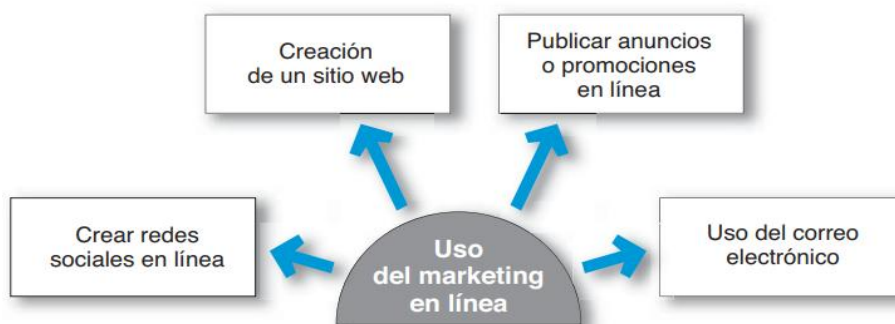 Creación
de un sitio web
Publicar anuncios
o promociones
en línea
Crear redes
sociales en línea
Uso
del marketing
en línea
Uso del correo
electrónico